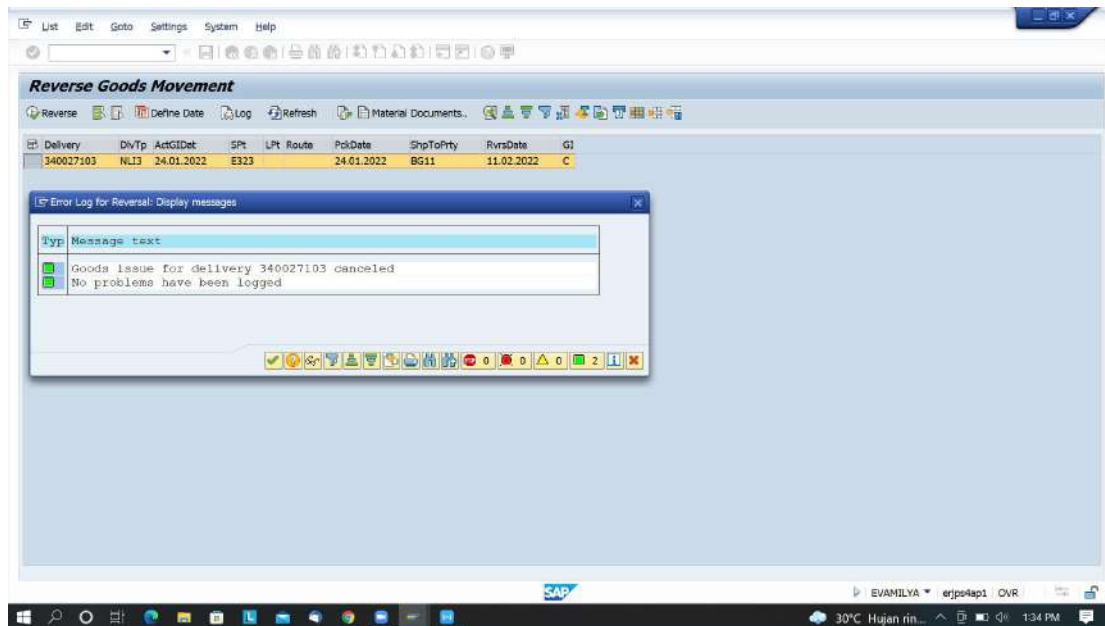 List Edit Goto Settings System Help
Reverse Goods Movement
Reverse Define Date Log Refresh Material Documents..
Delivery DlvTp ActGIDat SPt LPt Route PckDate ShpToPrty RvrsDate GI
340027103 NLI3 24.01.2022 E323 24.01.2022 BG11 11.02.2022 C
Error Log for Reversal: Display messages
Typ Message text
Goods issue for delivery 340027103 canceled
No problems have been logged
0 0 0 2
SAP
EVAMILYA erjps4ap1 OVR
30°C Hujan rin... 1:34 PM